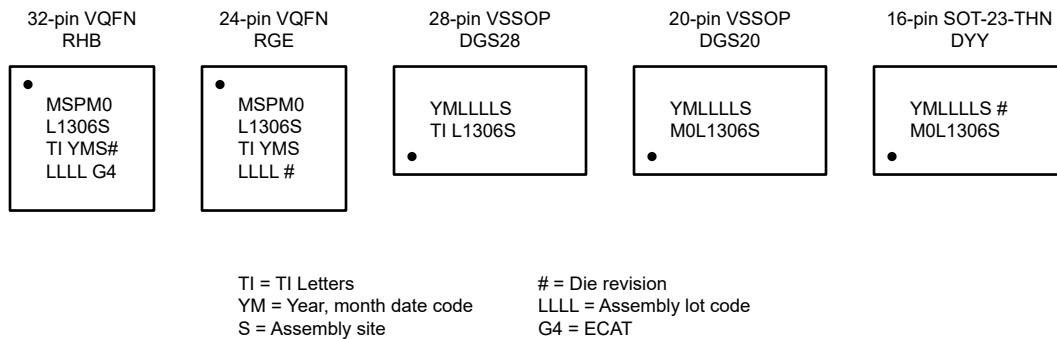 32-pin VQFN
RHB
24-pin VQFN
RGE
28-pin VSSOP
DGS28
20-pin VSSOP
DGS20
16-pin SOT-23-THN
DYY
MSPM0
L1306S
TI YMS#
LLLL G4
MSPM0
L1306S
TI YMS
LLLL #
YMLLLLS
TI L1306S
YMLLLLS
M0L1306S
YMLLLLS #
M0L1306S
TI = TI Letters
YM = Year, month date code
S = Assembly site
# = Die revision
LLLL = Assembly lot code
G4 = ECAT